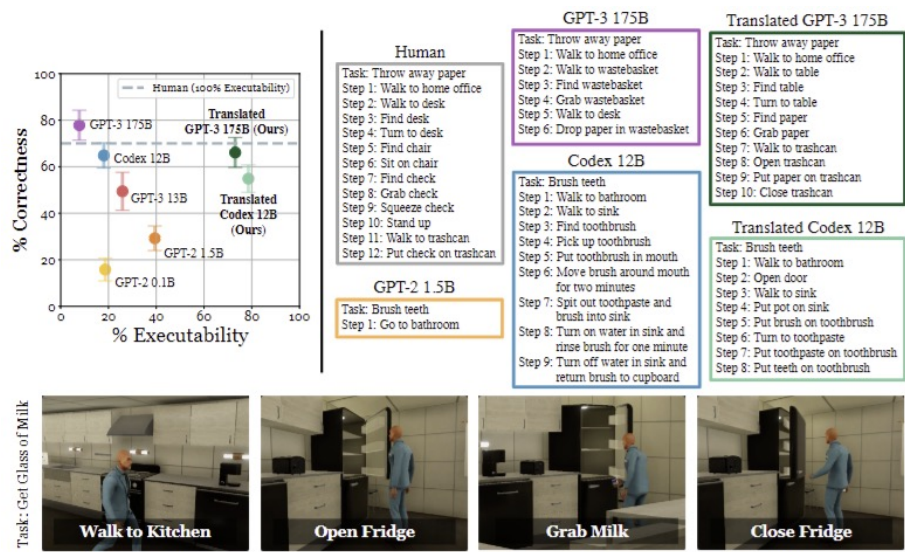 % Correctness
100
80
60
40
20
0
0
20
40
60
80
100
% Executability
Human (100% Executability)
GPT-3 175B
Translated
GPT-3 175B (Ours)
Codex 12B
GPT-3 13B
Translated
Codex 12B
(Ours)
GPT-2 1.5B
GPT-2 0.1B
Human
Task: Throw away paper
Step 1: Walk to home office
Step 2: Walk to desk
Step 3: Find desk
Step 4: Turn to desk
Step 5: Find chair
Step 6: Sit on chair
Step 7: Find check
Step 8: Grab check
Step 9: Squeeze check
Step 10: Stand up
Step 11: Walk to trashcan
Step 12: Put check on trashcan
GPT-2 1.5B
Task: Brush teeth
Step 1: Go to bathroom
GPT-3 175B
Task: Throw away paper
Step 1: Walk to home office
Step 2: Walk to wastebasket
Step 3: Find wastebasket
Step 4: Grab wastebasket
Step 5: Walk to desk
Step 6: Drop paper in wastebasket
Codex 12B
Task: Brush teeth
Step 1: Walk to bathroom
Step 2: Walk to sink
Step 3: Find toothbrush
Step 4: Pick up toothbrush
Step 5: Put toothbrush in mouth
Step 6: Move brush around mouth
for two minutes
Step 7: Spit out toothpaste and
brush into sink
Step 8: Turn on water in sink and
rinse brush for one minute
Step 9: Turn off water in sink and
return brush to cupboard
Translated GPT-3 175B
Task: Throw away paper
Step 1: Walk to home office
Step 2: Walk to table
Step 3: Find table
Step 4: Turn to table
Step 5: Find paper
Step 6: Grab paper
Step 7: Walk to trashcan
Step 8: Open trashcan
Step 9: Put paper on trashcan
Step 10: Close trashcan
Translated Codex 12B
Task: Brush teeth
Step 1: Walk to bathroom
Step 2: Open door
Step 3: Walk to sink
Step 4: Put pot on sink
Step 5: Put brush on toothbrush
Step 6: Turn to toothpaste
Step 7: Put toothpaste on toothbrush
Step 8: Put teeth on toothbrush
Task: Get Glass of Milk
Walk to Kitchen
Open Fridge
Grab Milk
Close Fridge